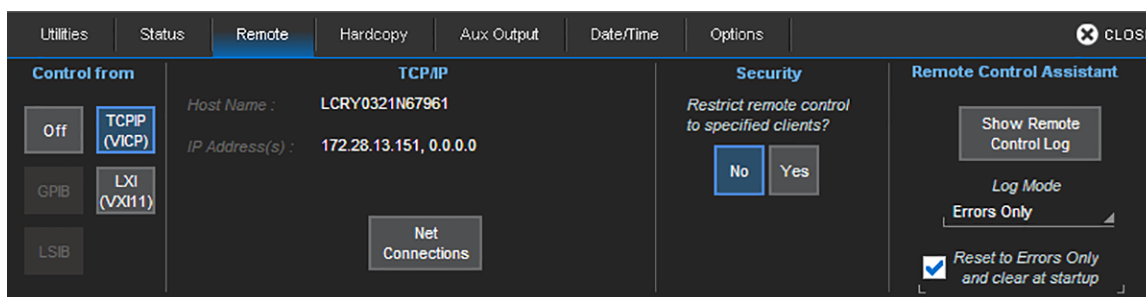 Utilities
Status
Remote
Hardcopy
Aux Output
Date/Time
Options
Control from
Off
TCPIP
(VICP)
GPIB
LXI
(VXI11)
LSIB
TCP/IP
Host Name : LCRY0321N67961
IP Address(s) : 172.28.13.151, 0.0.0.0
Net
Connections
Security
Restrict remote control
to specified clients?
No
Yes
Remote Control Assistant
Show Remote
Control Log
Log Mode
Errors Only
Reset to Errors Only
and clear at startup